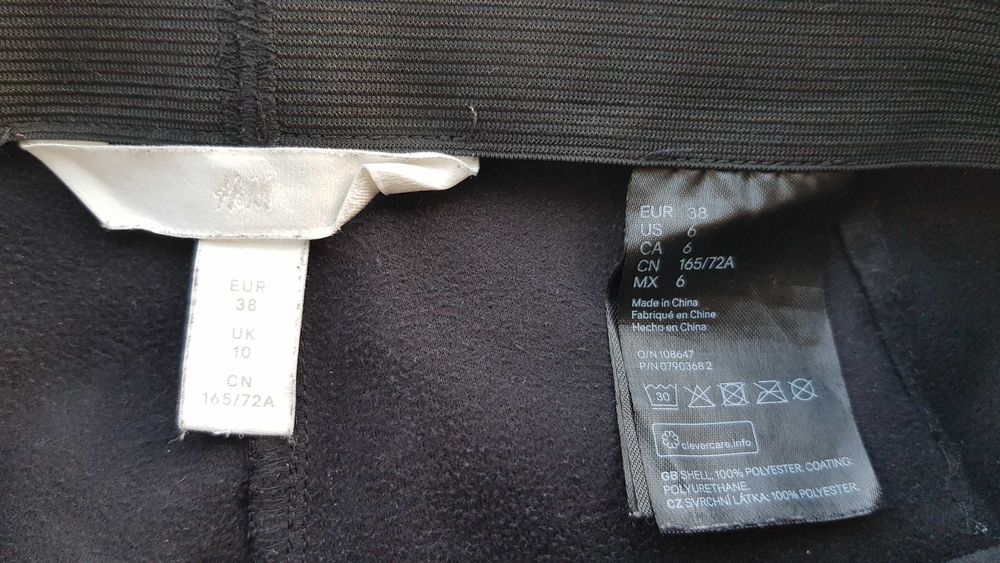 H&M
EUR
38
UK
10
CN
165/72A
EUR 38
US 6
CA 6
CN 165/72A
MX 6
Made in China
Fabriqué en Chine
Hecho en China
O/N 108647
P/N 0790368 2
30
clevercare.info
GB SHELL: 100% POLYESTER. COATING:
POLYURETHANE.
CZ SVRCHNÍ LÁTKA: 100% POLYESTER.